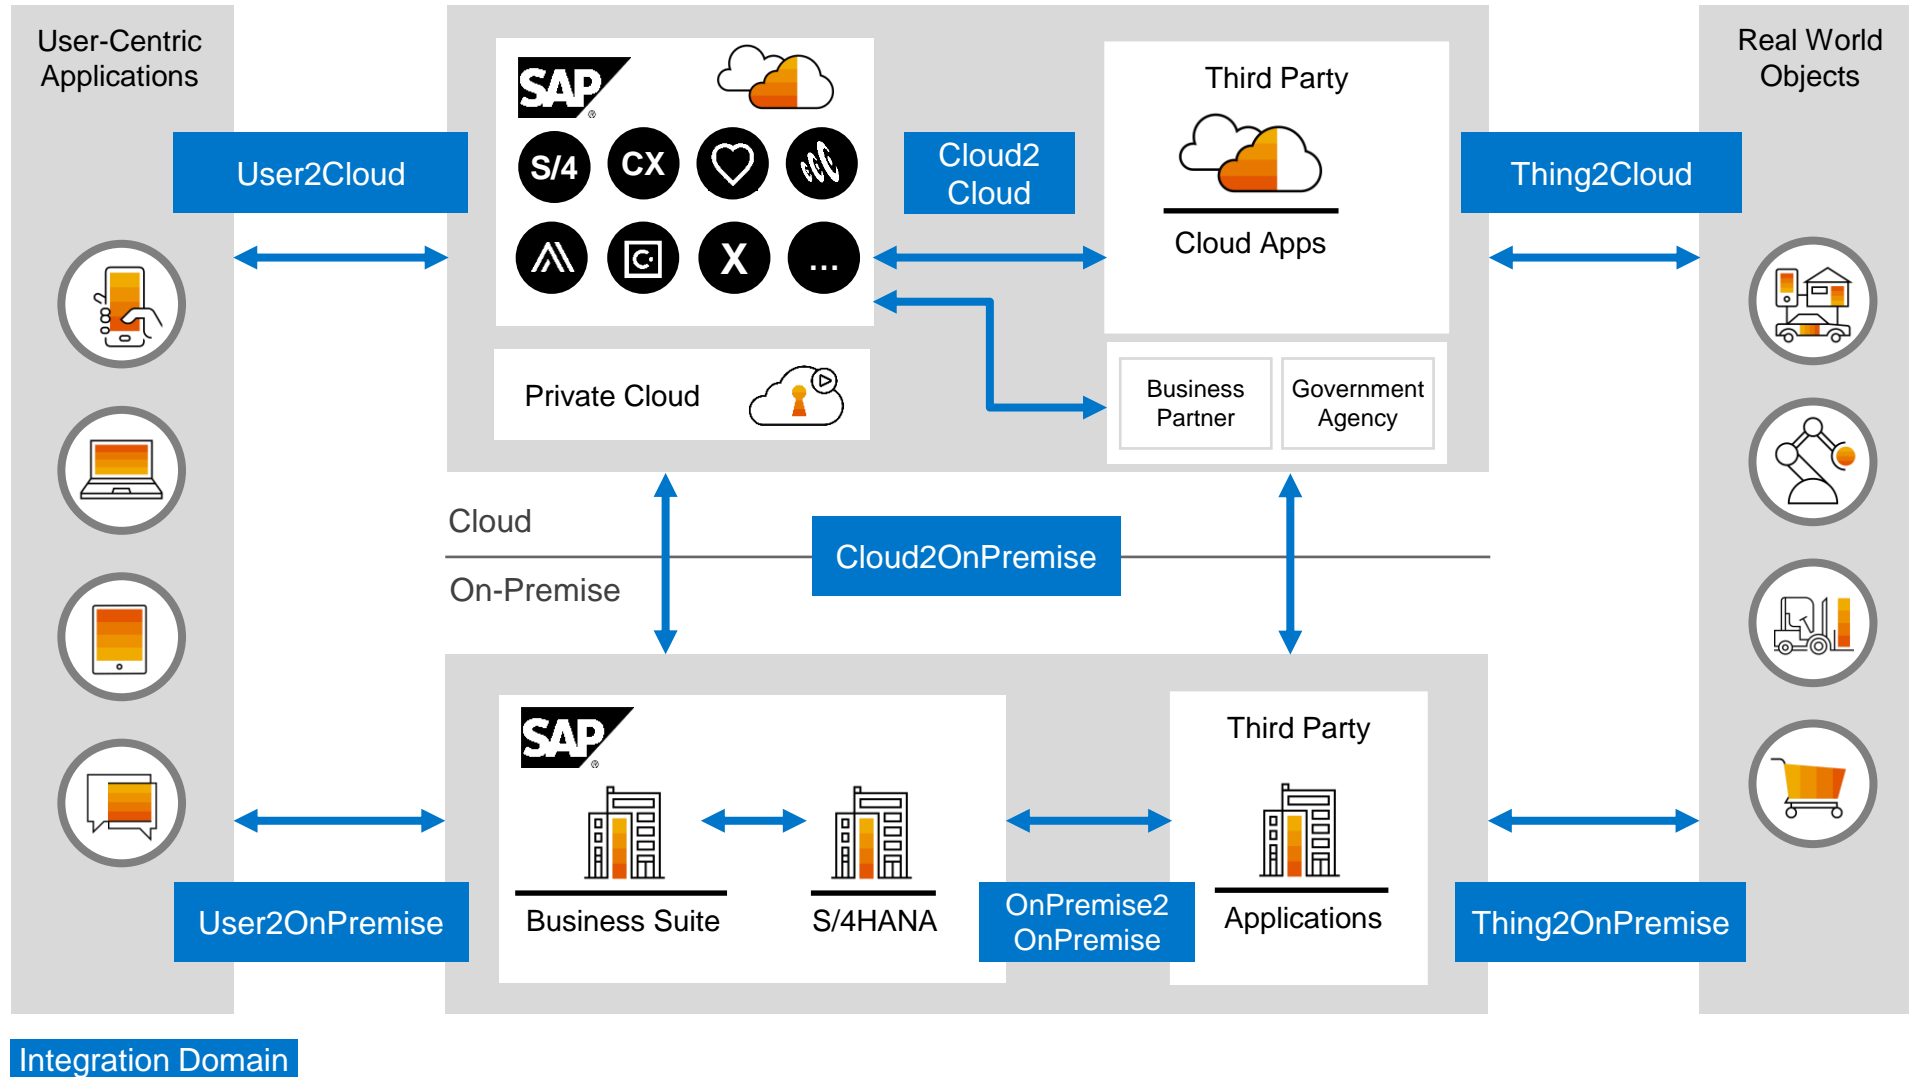 User-Centric
Applications
User2Cloud
SAP
®
S/4
CX
C
X
...
Private Cloud
Cloud2
Cloud
Third Party
Cloud Apps
Business
Partner
Government
Agency
Thing2Cloud
Real World
Objects
Cloud
Cloud2OnPremise
On-Premise
SAP
®
Business Suite
S/4HANA
OnPremise2
OnPremise
Third Party
Applications
User2OnPremise
Thing2OnPremise
Integration Domain